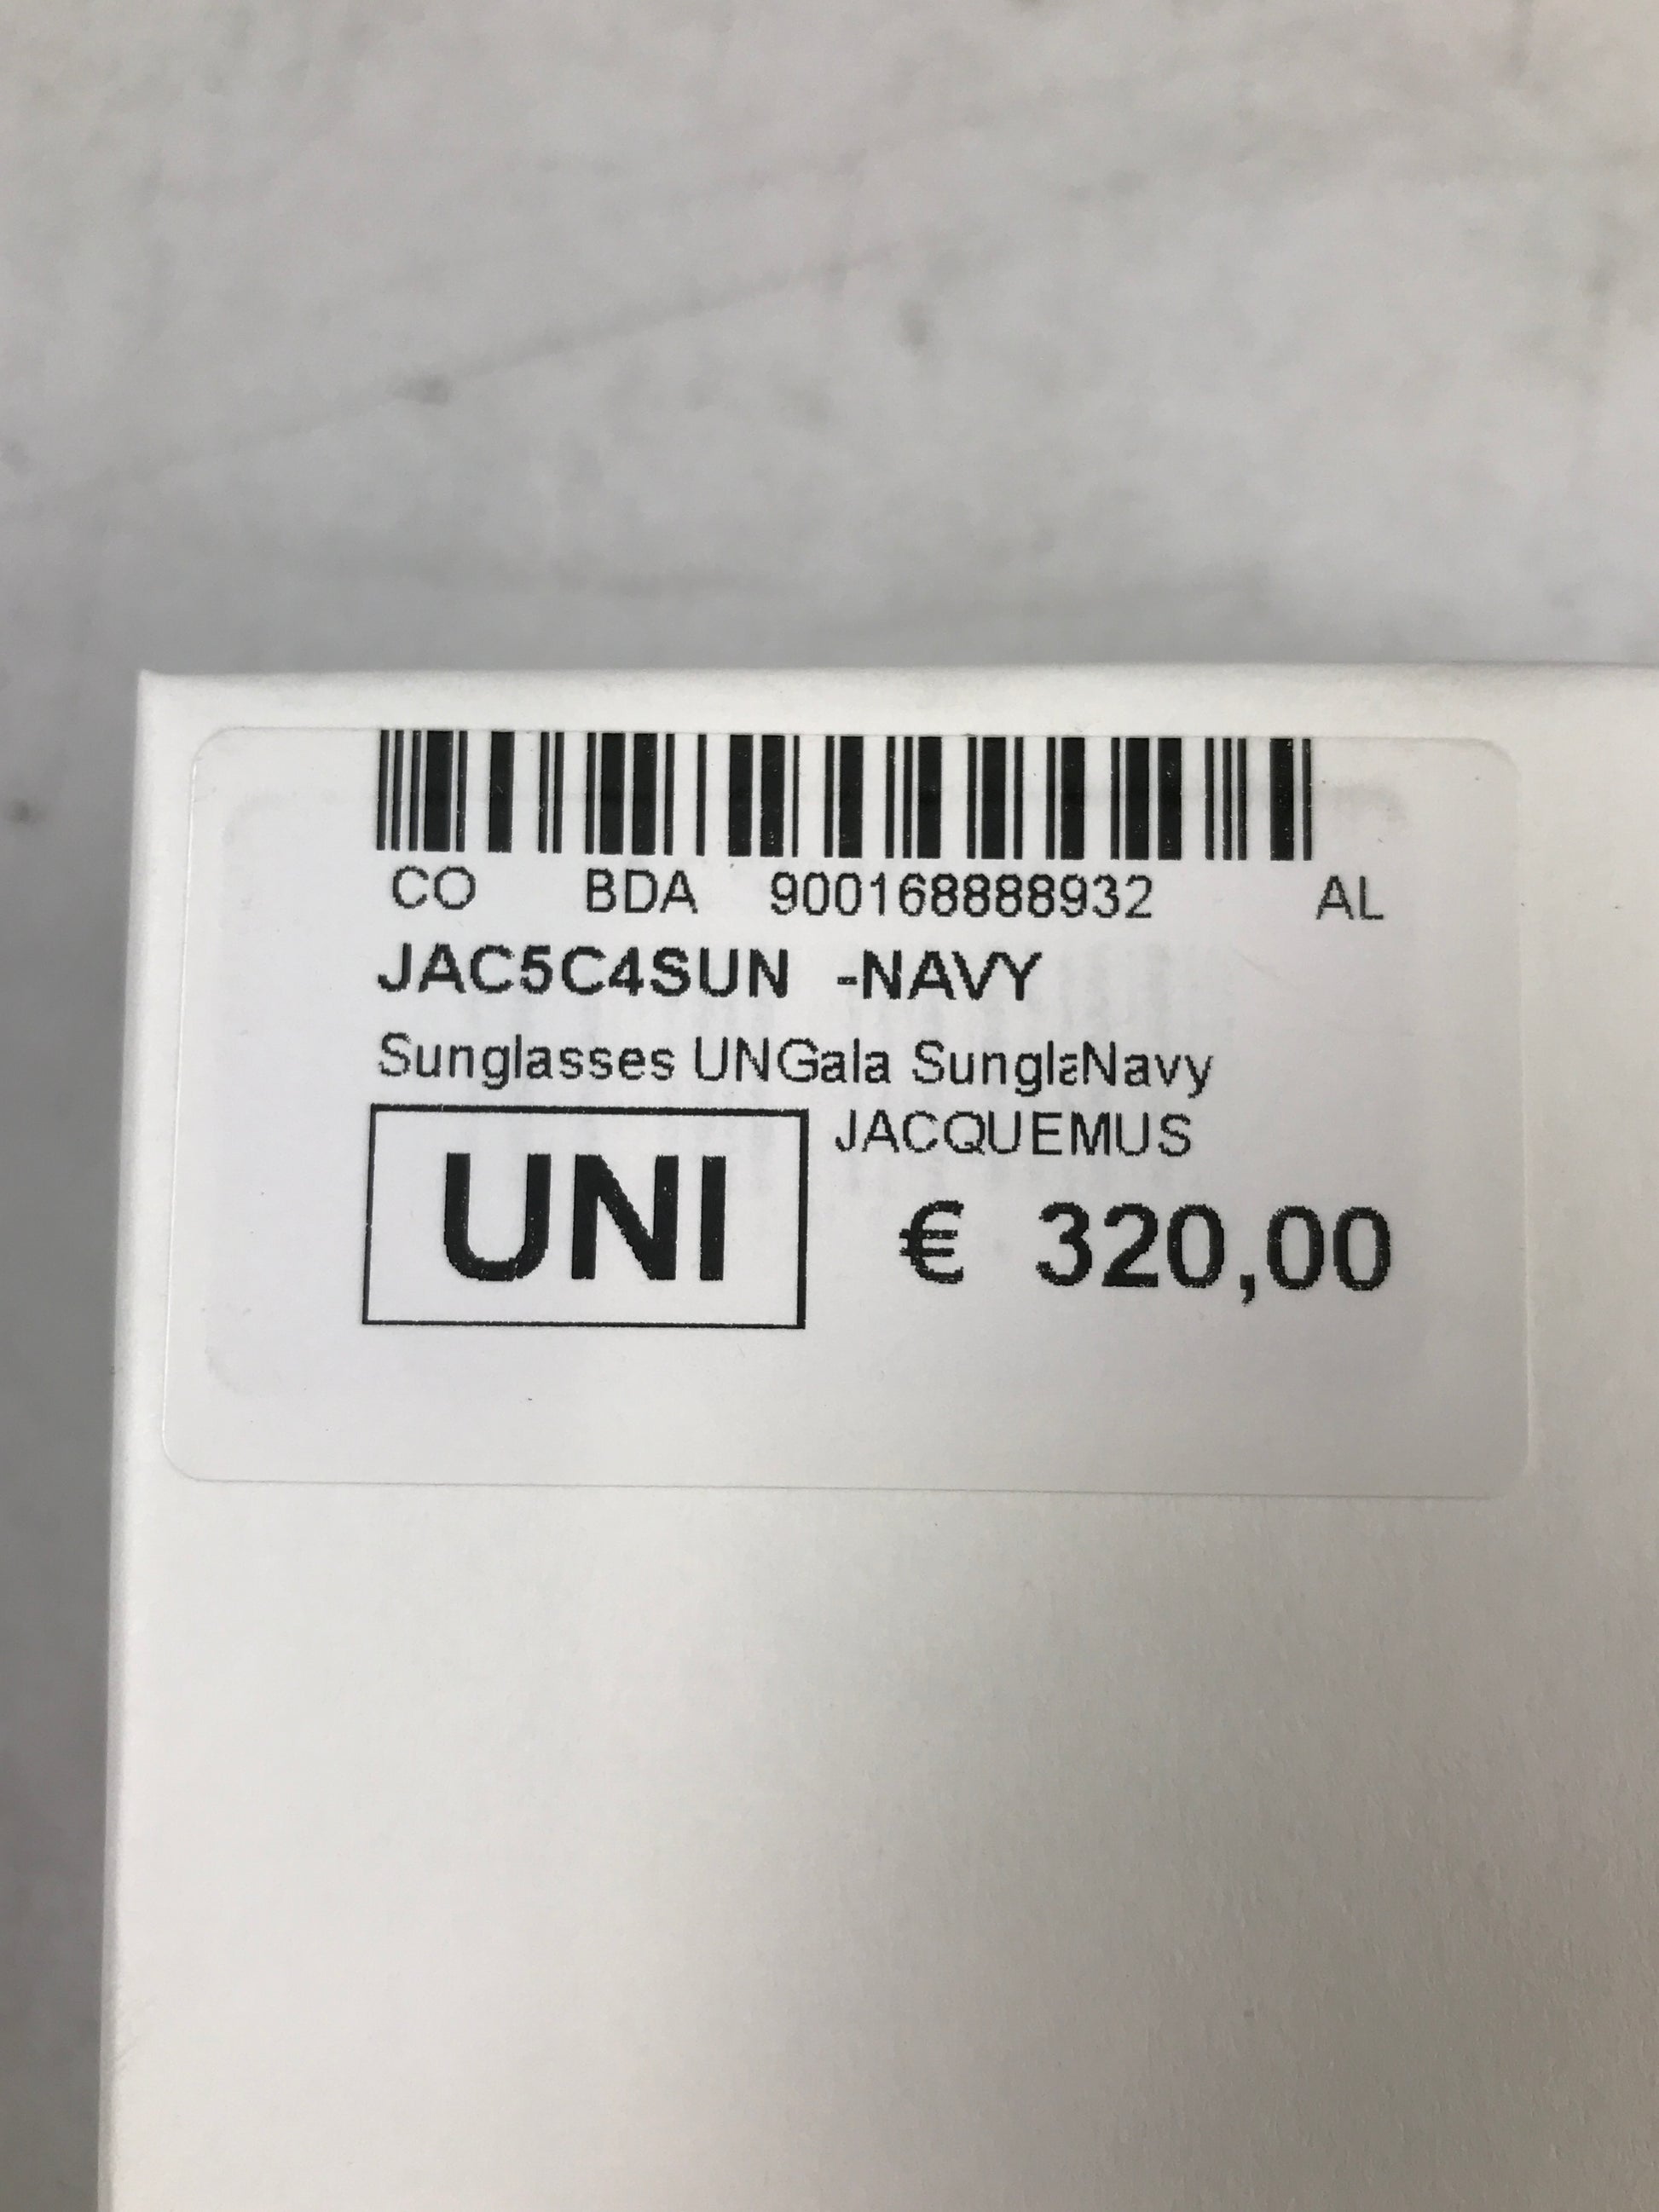 CO BDA 900168888932 AL
JAC5C4SUN -NAVY
Sunglasses UNGala SunglaNavy
JACQUEMUS
UNI
€ 320,00